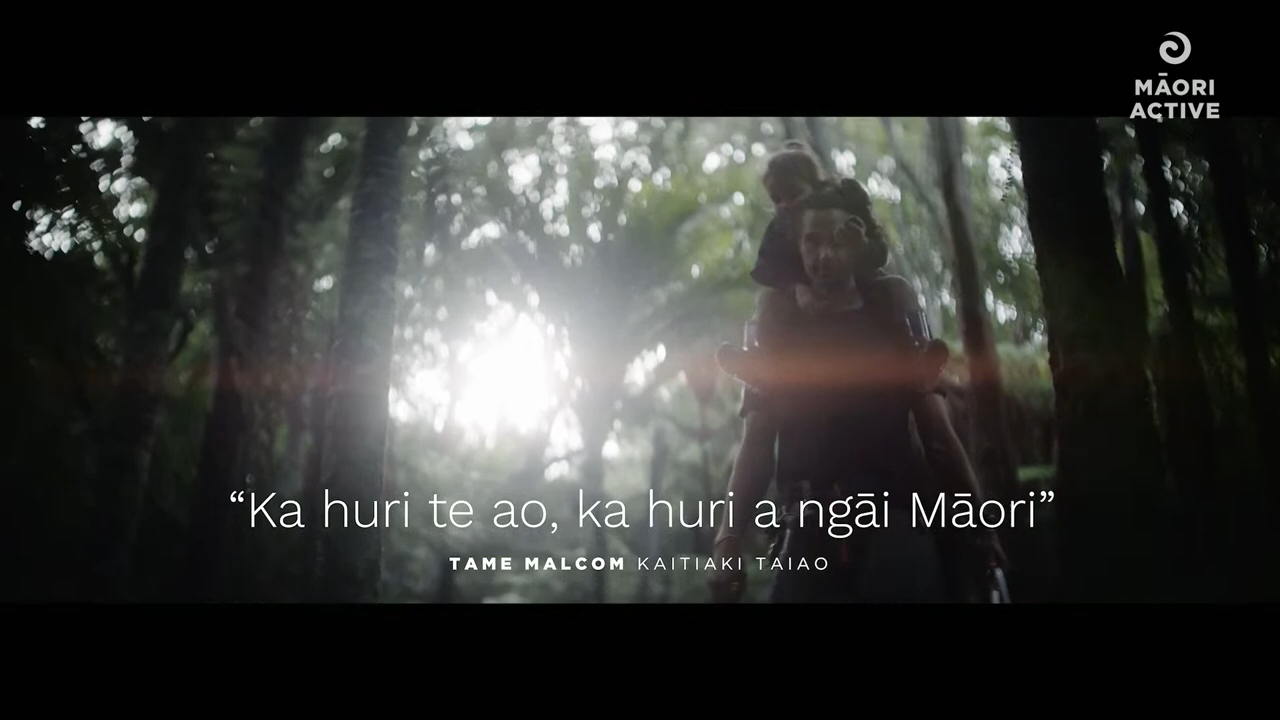 MĀORI
ACTIVE
“Ka huri te ao, ka huri a ngāi Māori”
TAME MALCOM KAITIAKI TAIAO